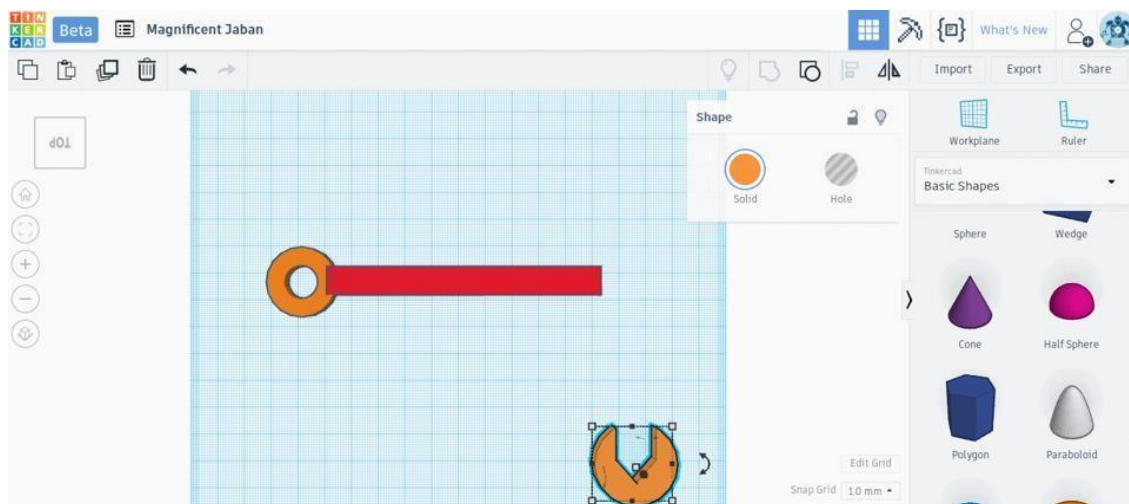 TIN
KER
CAD
Beta
Magnificent Jaban
What's New
Import
Export
Share
TOP
Shape
Solid
Hole
Workplane
Ruler
Tinkercad
Basic Shapes
Sphere
Wedge
Cone
Half Sphere
Polygon
Paraboloid
Edit Grid
Snap Grid 1.0 mm